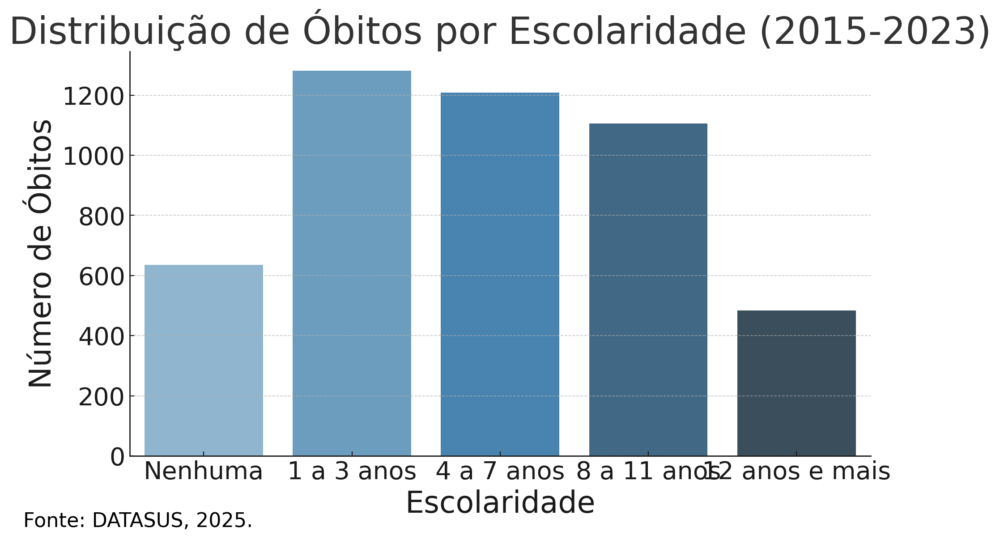 Distribuição de Óbitos por Escolaridade (2015-2023)
Número de Óbitos
1200
1000
800
600
400
200
0
Nenhuma 1 a 3 anos 4 a 7 anos 8 a 11 anos 12 anos e mais
Escolaridade
Fonte: DATASUS, 2025.